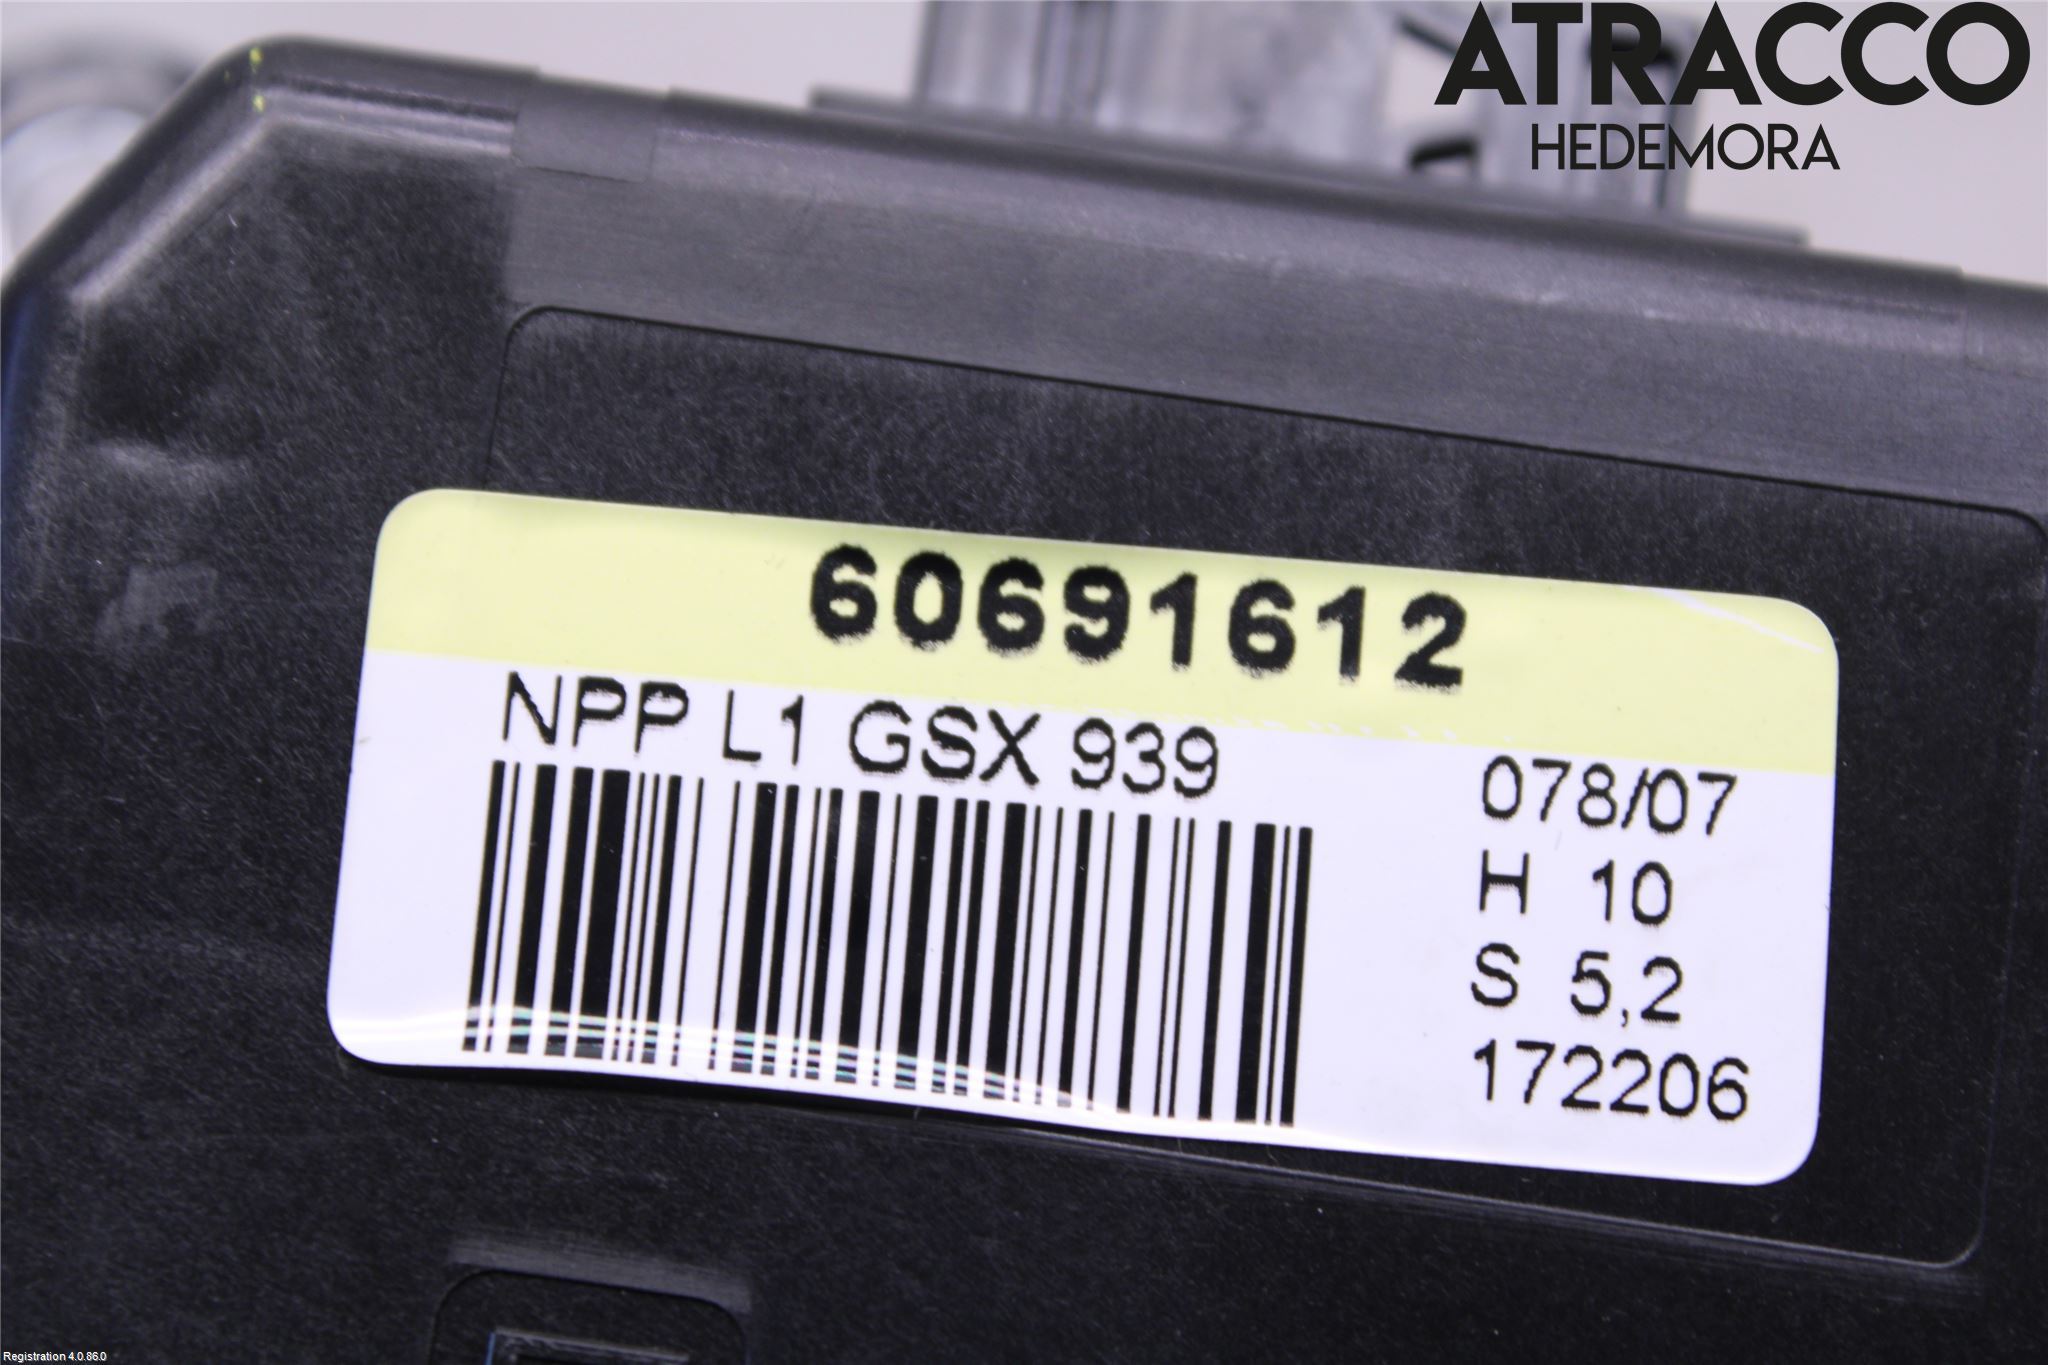 ATRACCO
HEDEMORA
60691612
NPP L1 GSX 939
078/07
H 10
S 5,2
172206
Registration 4.0.86.0